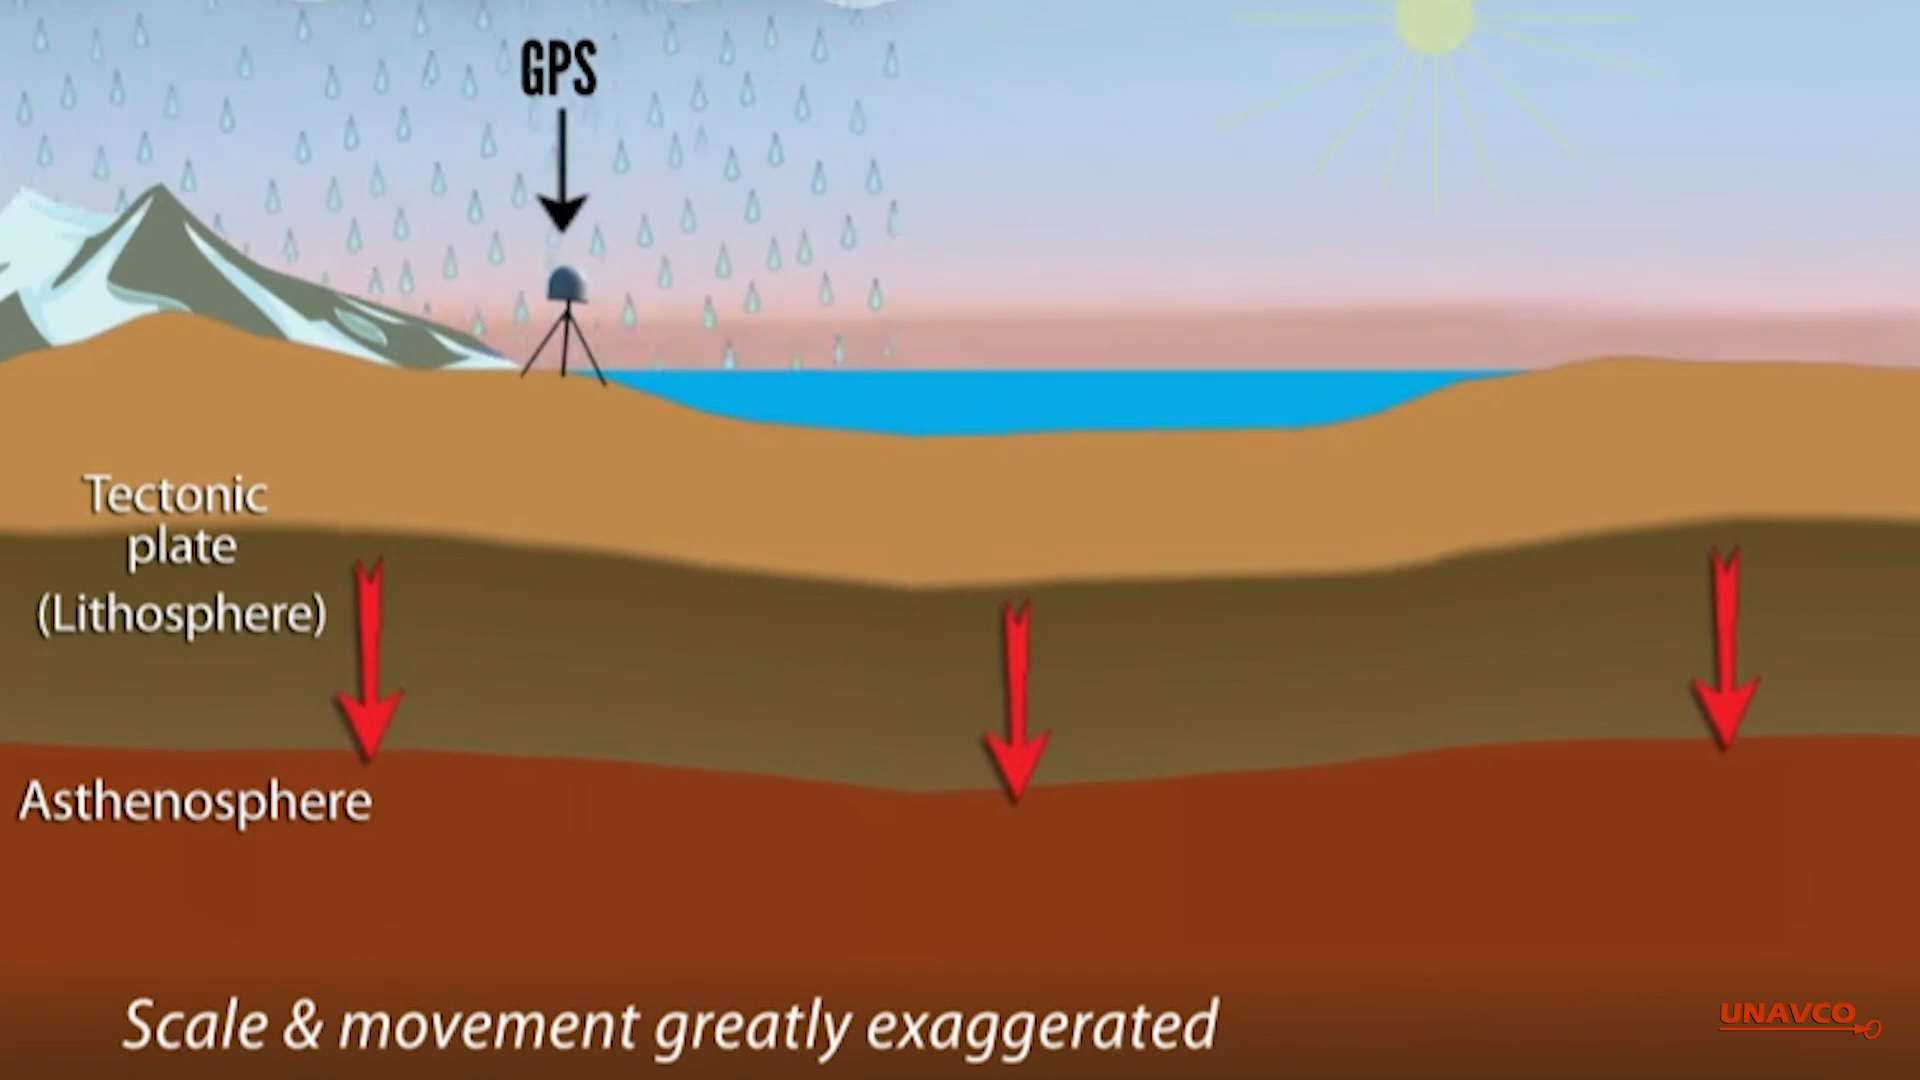 GPS
Tectonic
plate
(Lithosphere)
Asthenosphere
Scale & movement greatly exaggerated
UNAVCO